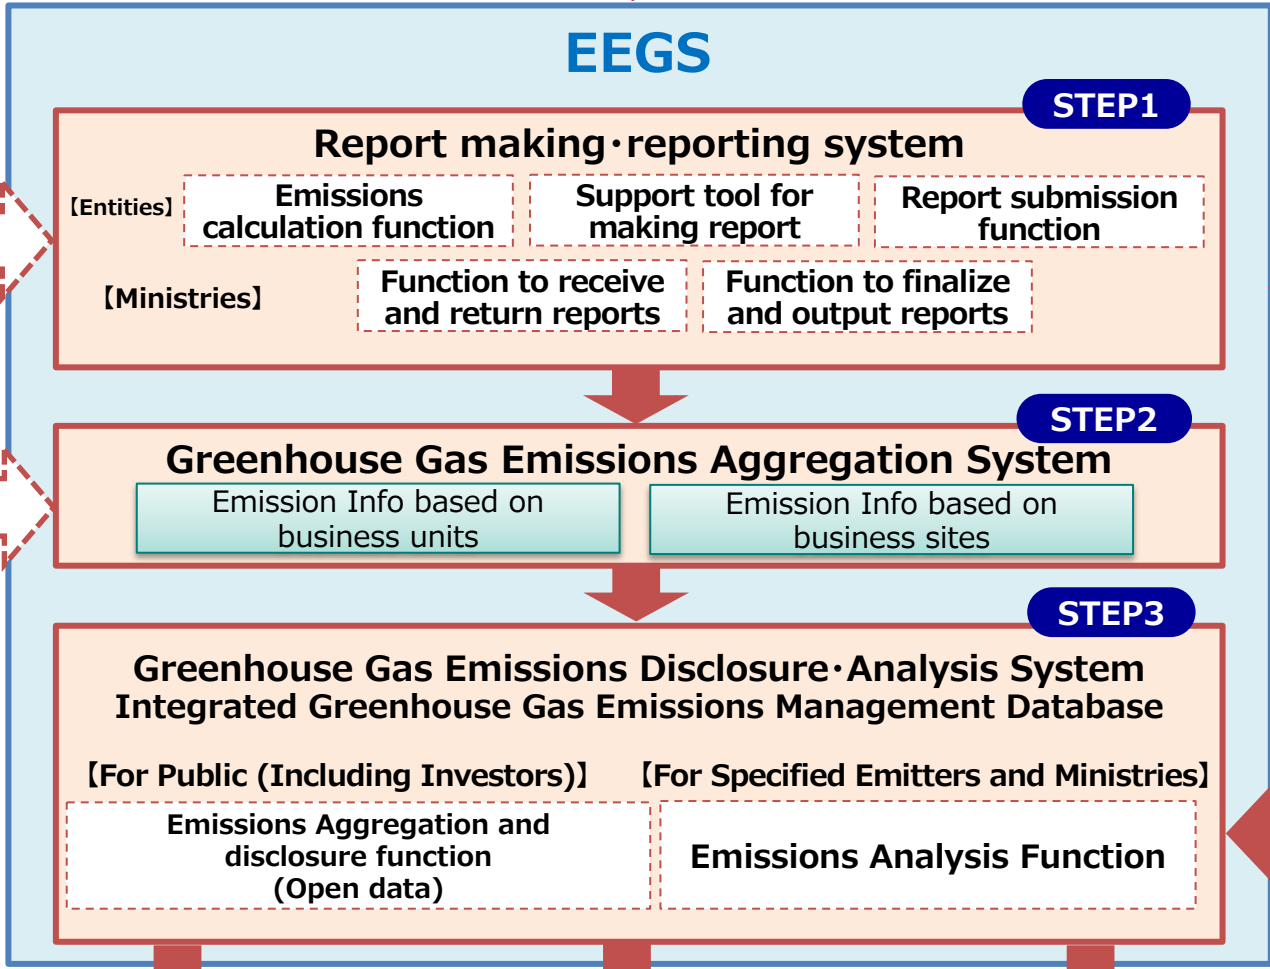 EEGS
STEP1
Report making・reporting system
【Entities】
Emissions
calculation function
Support tool for
making report
Report submission
function
【Ministries】
Function to receive
and return reports
Function to finalize
and output reports
STEP2
Greenhouse Gas Emissions Aggregation System
Emission Info based on
business units
Emission Info based on
business sites
STEP3
Greenhouse Gas Emissions Disclosure・Analysis System
Integrated Greenhouse Gas Emissions Management Database
【For Public (Including Investors)】
【For Specified Emitters and Ministries】
Emissions Aggregation and
disclosure function
(Open data)
Emissions Analysis Function